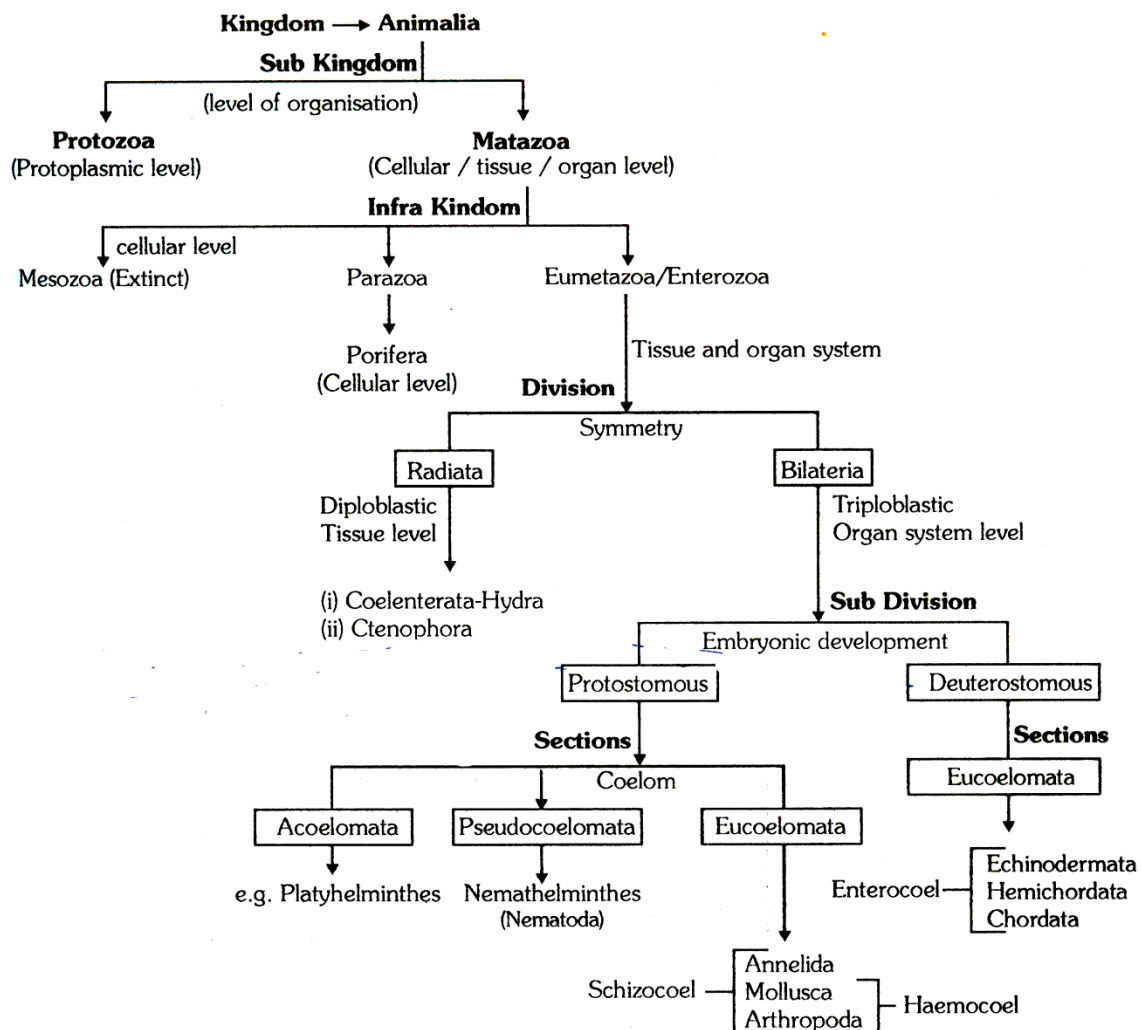 Kingdom → Animalia
Sub Kingdom
(level of organisation)
Protozoa
(Protoplasmic level)
Matazoa
(Cellular / tissue / organ level)
Infra Kindom
cellular level
Mesozoa (Extinct)
Parazoa
Eumetazoa/Enterozoa
Porifera
(Cellular level)
Tissue and organ system
Division
Symmetry
Radiata
Bilateria
Diploblastic
Tissue level
Triploblastic
Organ system level
(i) Coelenterata-Hydra
(ii) Ctenophora
Sub Division
Embryonic development
Protostomous
Deuterostomous
Sections
Sections
Coelom
Eucoelomata
Acoelomata
Pseudocoelomata
Eucoelomata
e.g. Platyhelminthes
Nemathelminthes
(Nematoda)
Enterocoel
Echinodermata
Hemichordata
Chordata
Schizocoel
Annelida
Mollusca
Arthropoda
Haemocoel